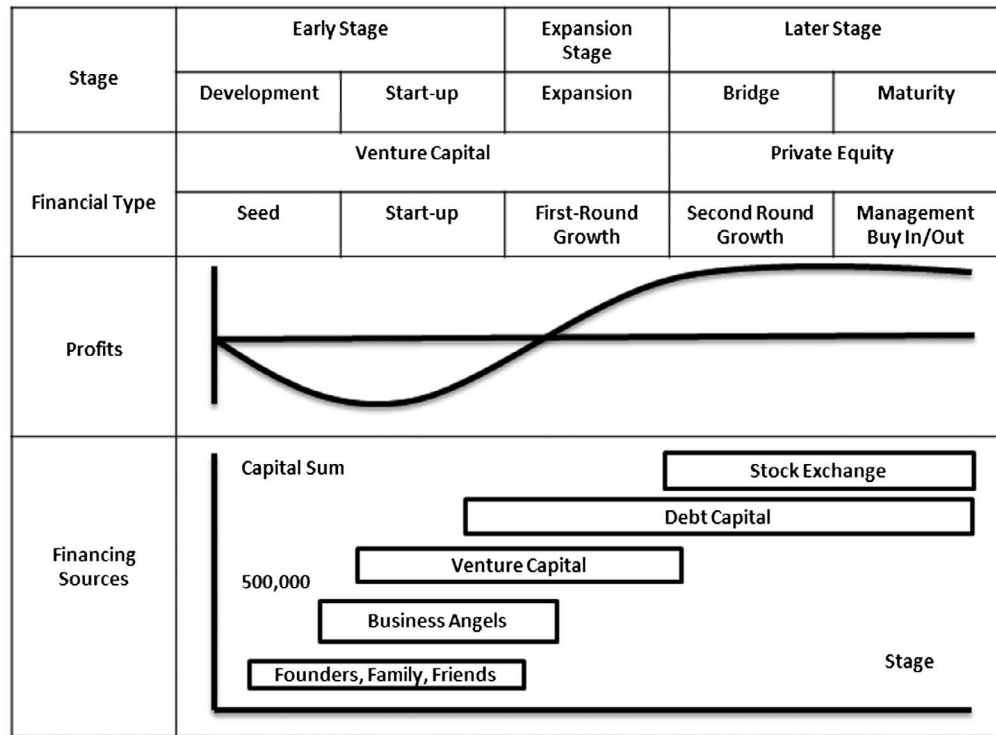 Stage
Early Stage
Expansion
Stage
Later Stage
Development
Start-up
Expansion
Bridge
Maturity
Financial Type
Venture Capital
Private Equity
Seed
Start-up
First-Round
Growth
Second Round
Growth
Management
Buy In/Out
Profits
Financing
Sources
Capital Sum
Stock Exchange
Debt Capital
Venture Capital
500,000
Business Angels
Founders, Family, Friends
Stage